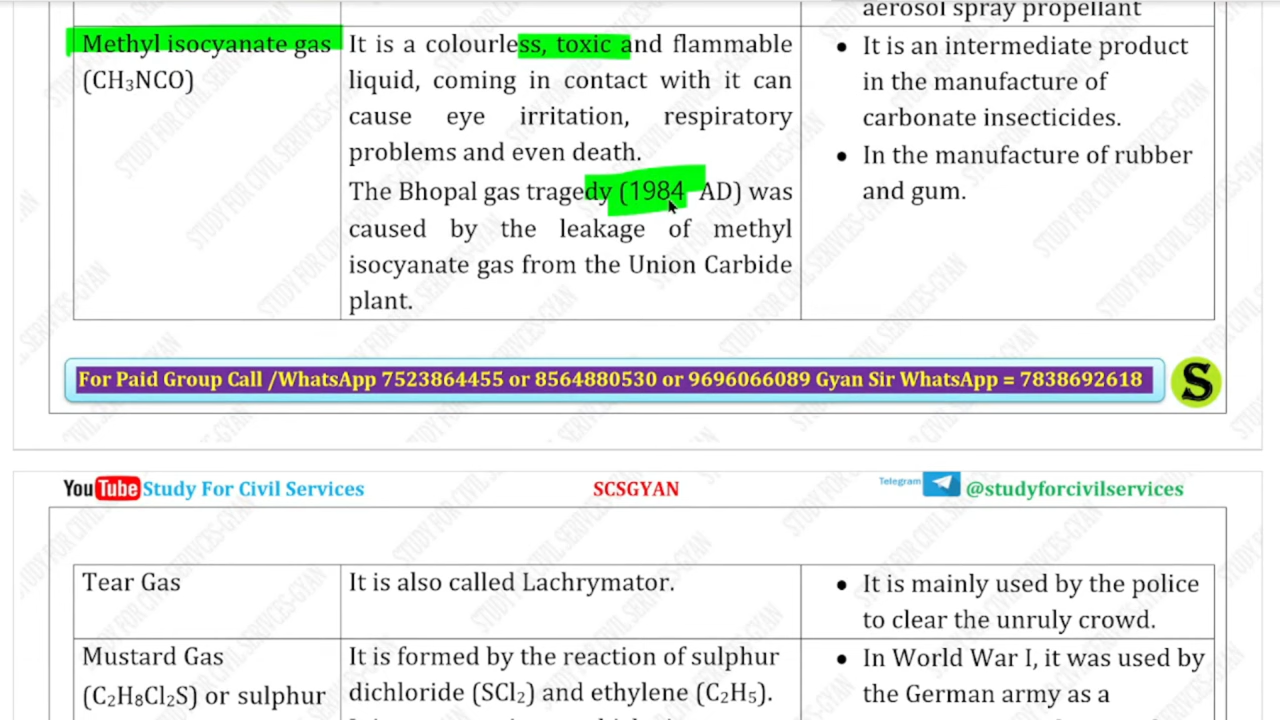 aerosol spray propellant
Methyl isocyanate gas
(CH₃NCO)
It is a colourless, toxic and flammable
liquid, coming in contact with it can
cause eye irritation, respiratory
problems and even death.
The Bhopal gas tragedy (1984 AD) was
caused by the leakage of methyl
isocyanate gas from the Union Carbide
plant.
• It is an intermediate product
in the manufacture of
carbonate insecticides.
• In the manufacture of rubber
and gum.
For Paid Group Call /WhatsApp 7523864455 or 8564880530 or 9696066089 Gyan Sir WhatsApp = 7838692618
S
YouTube Study For Civil Services
SCSGYAN
Telegram @studyforcivilservices
Tear Gas
It is also called Lachrymator.
• It is mainly used by the police
to clear the unruly crowd.
Mustard Gas
(C₂H₈Cl₂S) or sulphur
It is formed by the reaction of sulphur
dichloride (SCl₂) and ethylene (C₂H₅).
• In World War I, it was used by
the German army as a
STUDY FOR CIVIL SERVICES-GYAN